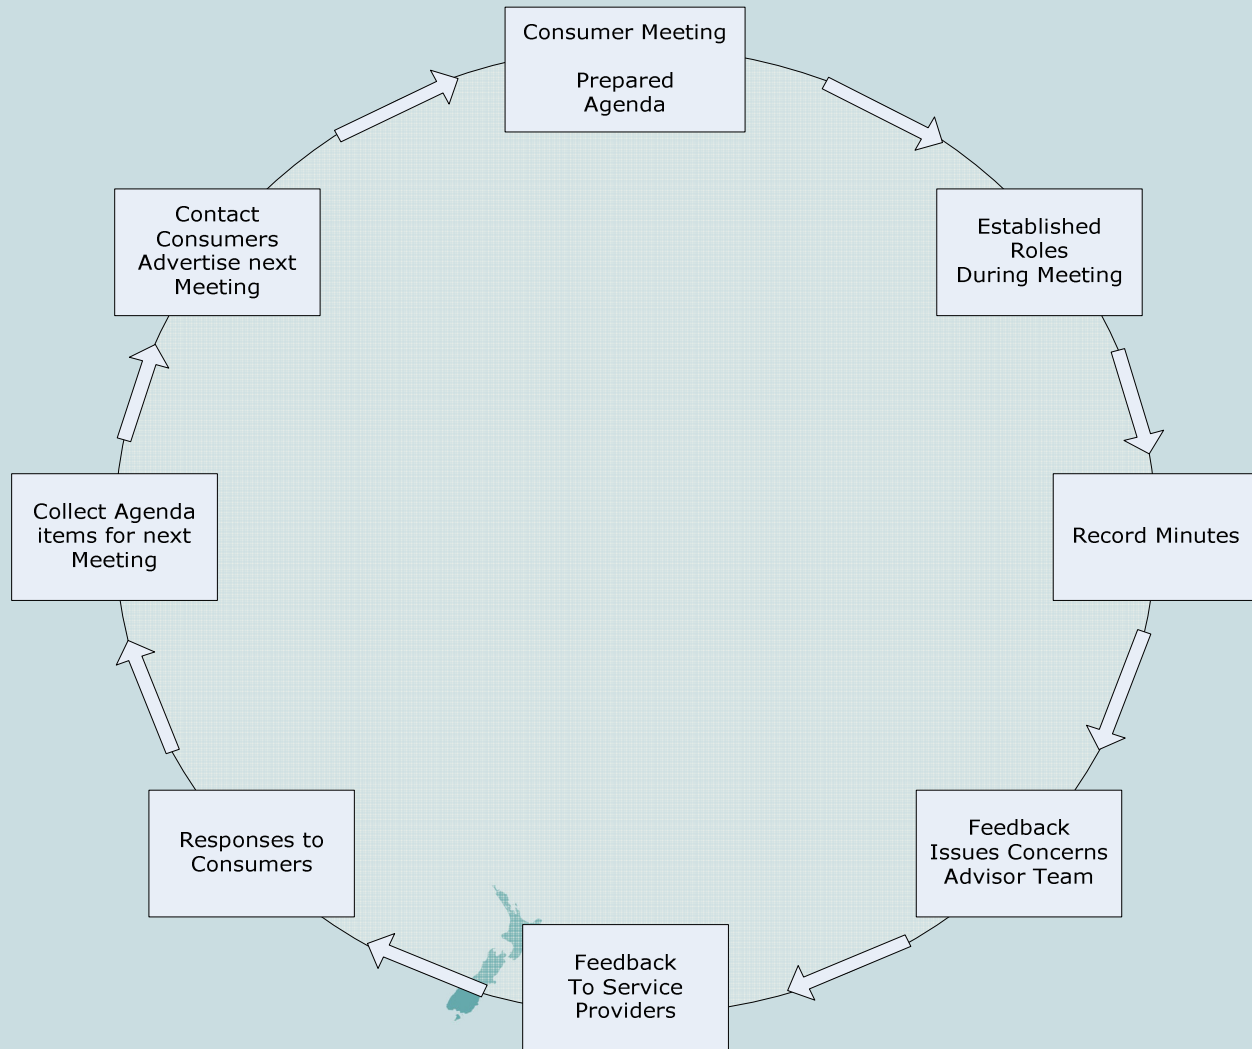 Consumer Meeting
Prepared
Agenda
Established
Roles
During Meeting
Record Minutes
Feedback
Issues Concerns
Advisor Team
Feedback
To Service
Providers
Responses to
Consumers
Collect Agenda
items for next
Meeting
Contact
Consumers
Advertise next
Meeting